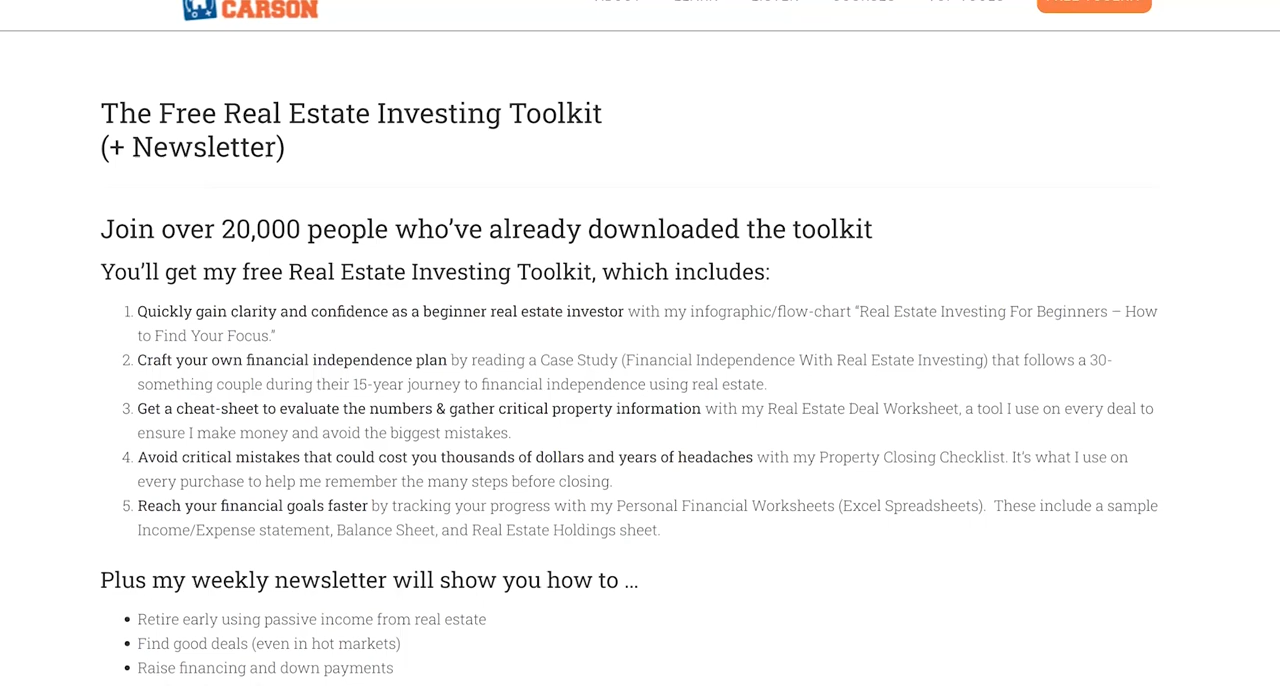 CARSON
The Free Real Estate Investing Toolkit
(+ Newsletter)
Join over 20,000 people who’ve already downloaded the toolkit
You’ll get my free Real Estate Investing Toolkit, which includes:
1. Quickly gain clarity and confidence as a beginner real estate investor with my infographic/flow-chart “Real Estate Investing For Beginners – How
to Find Your Focus.”
2. Craft your own financial independence plan by reading a Case Study (Financial Independence With Real Estate Investing) that follows a 30-
something couple during their 15-year journey to financial independence using real estate.
3. Get a cheat-sheet to evaluate the numbers & gather critical property information with my Real Estate Deal Worksheet, a tool I use on every deal to
ensure I make money and avoid the biggest mistakes.
4. Avoid critical mistakes that could cost you thousands of dollars and years of headaches with my Property Closing Checklist. It’s what I use on
every purchase to help me remember the many steps before closing.
5. Reach your financial goals faster by tracking your progress with my Personal Financial Worksheets (Excel Spreadsheets).  These include a sample
Income/Expense statement, Balance Sheet, and Real Estate Holdings sheet.
Plus my weekly newsletter will show you how to …
• Retire early using passive income from real estate
• Find good deals (even in hot markets)
• Raise financing and down payments